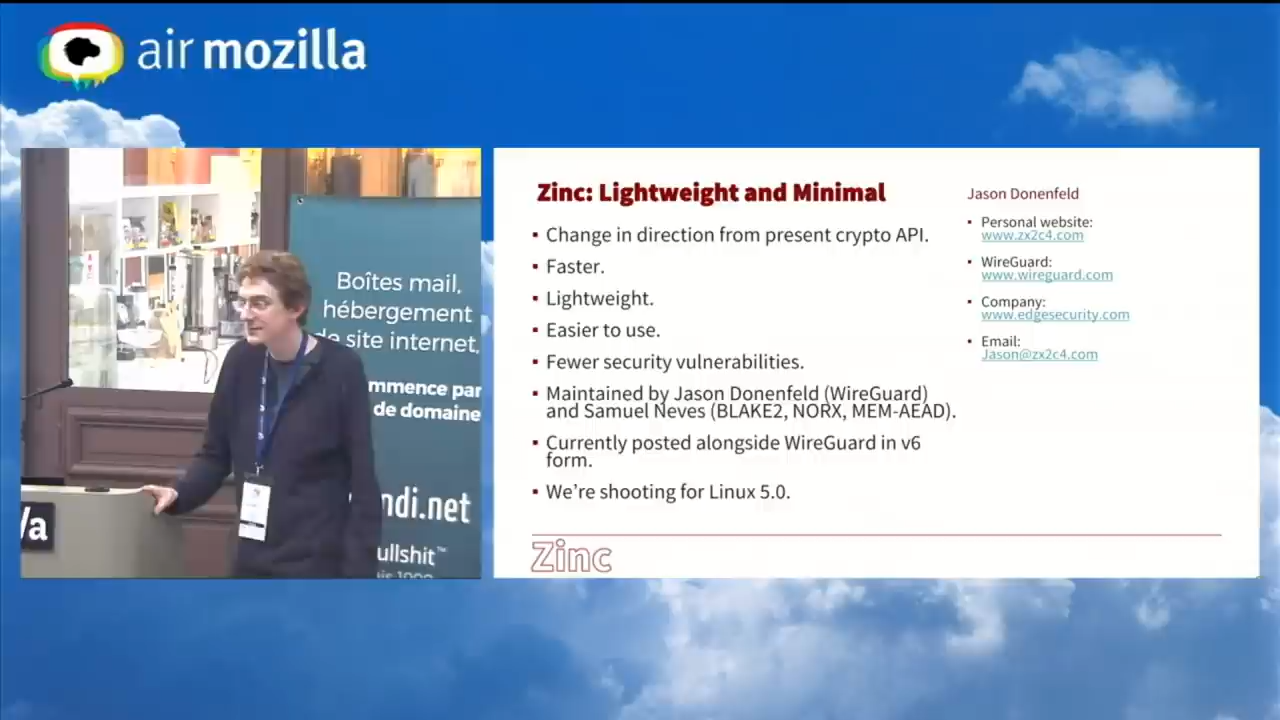 air mozilla
Boîtes mail,
hébergement
de site internet,
mmence par
de domaine
ndi.net
ullshit™
/a
Zinc: Lightweight and Minimal
▪ Change in direction from present crypto API.
▪ Faster.
▪ Lightweight.
▪ Easier to use.
▪ Fewer security vulnerabilities.
▪ Maintained by Jason Donenfeld (WireGuard)
and Samuel Neves (BLAKE2, NORX, MEM-AEAD).
▪ Currently posted alongside WireGuard in v6
form.
▪ We're shooting for Linux 5.0.
Jason Donenfeld
▪ Personal website:
www.zx2c4.com
▪ WireGuard:
www.wireguard.com
▪ Company:
www.edgesecurity.com
▪ Email:
Jason@zx2c4.com
Zinc